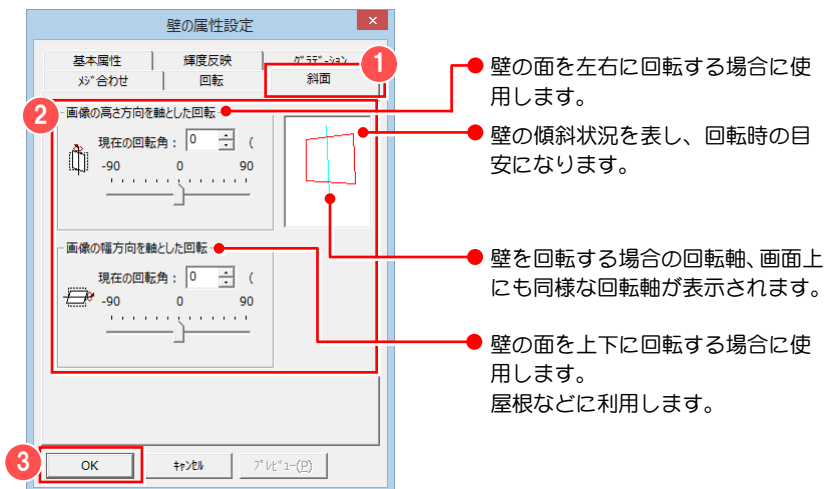 壁の属性設定
×
基本属性
輝度反映
ｸﾞﾗﾃﾞｰｼｮﾝ
ﾒｼﾞ合わせ
回転
斜面
1
2
画像の高さ方向を軸とした回転
現在の回転角： 0 (
-90 0 90
画像の幅方向を軸とした回転
現在の回転角： 0 (
-90 0 90
3
OK
ｷｬﾝｾﾙ
ﾌﾟﾚﾋﾞｭｰ(P)
壁の面を左右に回転する場合に使
用します。
壁の傾斜状況を表し、回転時の目
安になります。
壁を回転する場合の回転軸、画面上
にも同様な回転軸が表示されます。
壁の面を上下に回転する場合に使
用します。
屋根などに利用します。